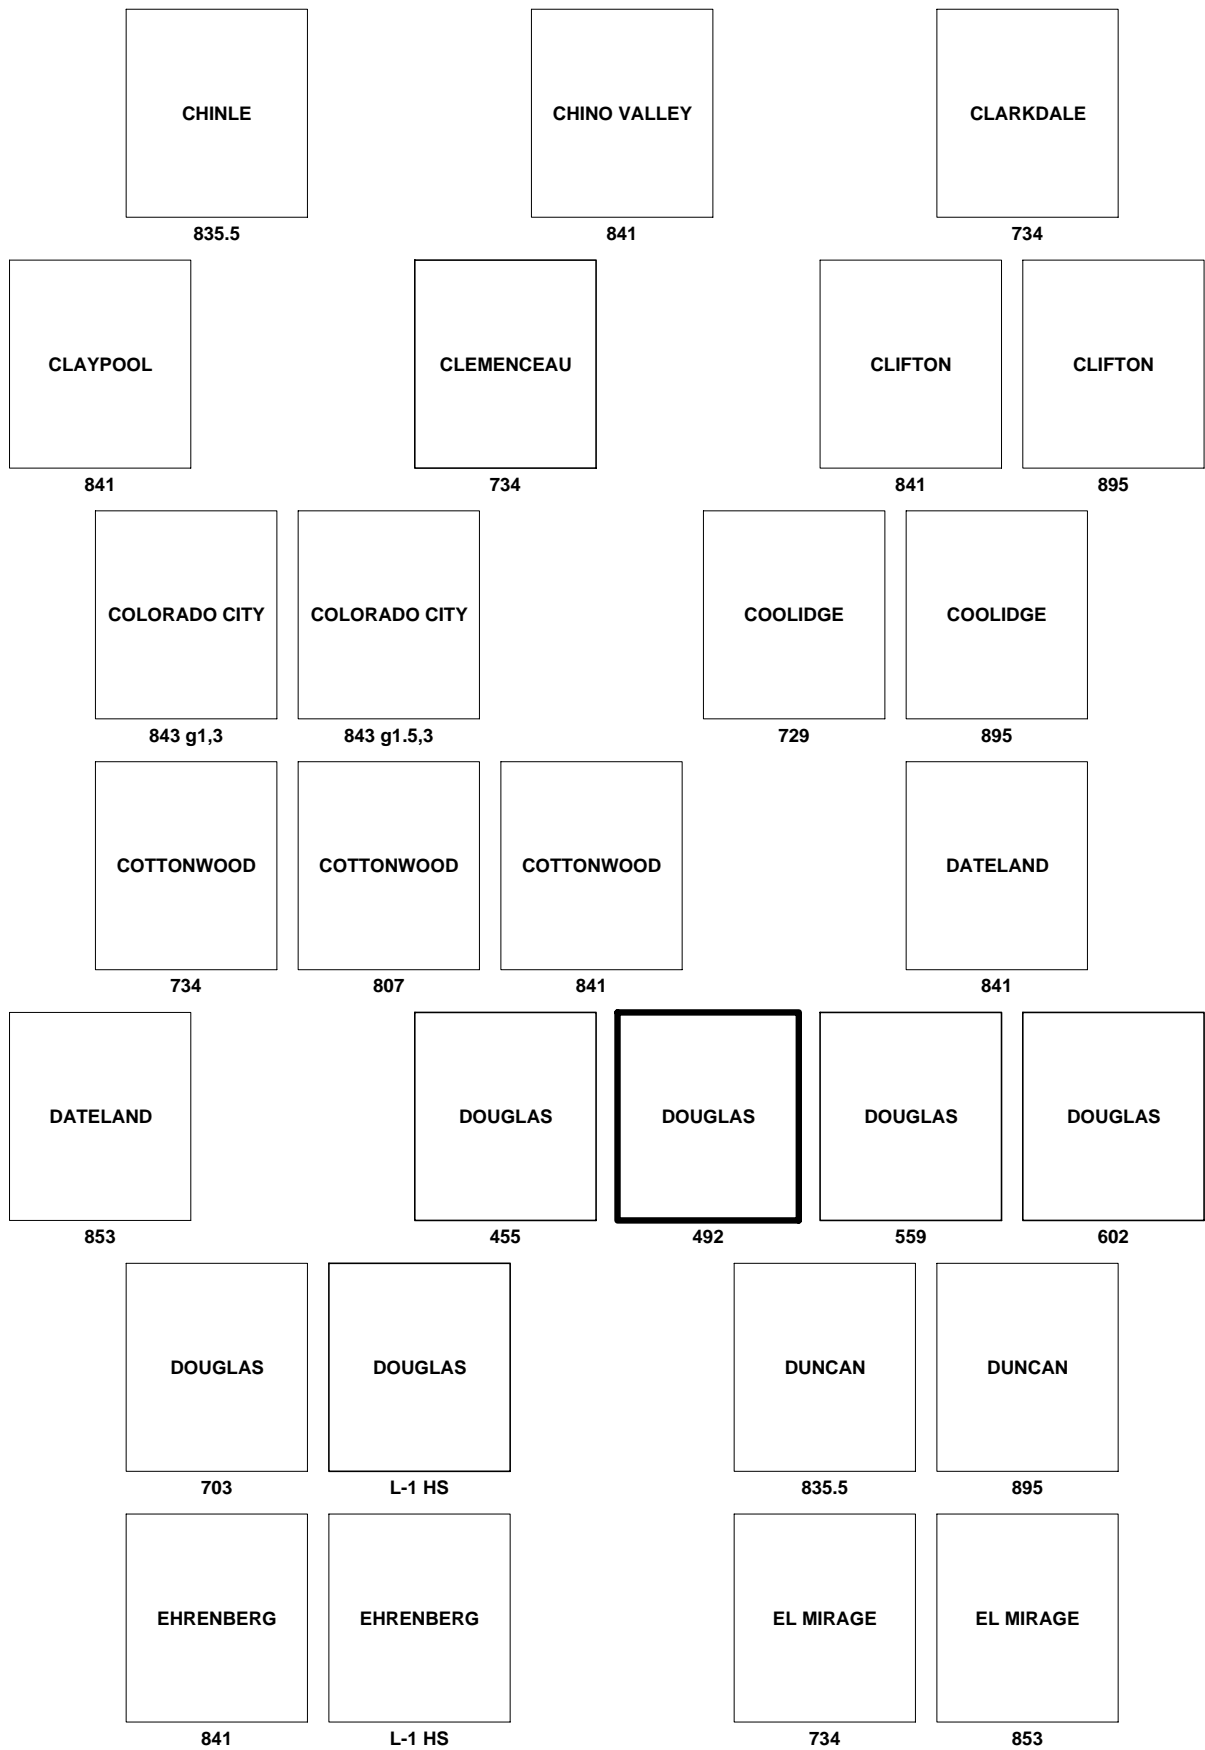 CHINLE
CHINO VALLEY
CLARKDALE
835.5
841
734
CLAYPOOL
CLEMENCEAU
CLIFTON
CLIFTON
841
734
841
895
COLORADO CITY
COLORADO CITY
COOLIDGE
COOLIDGE
843 g1,3
843 g1.5,3
729
895
COTTONWOOD
COTTONWOOD
COTTONWOOD
DATELAND
734
807
841
841
DATELAND
DOUGLAS
DOUGLAS
DOUGLAS
DOUGLAS
853
455
492
559
602
DOUGLAS
DOUGLAS
DUNCAN
DUNCAN
703
L-1 HS
835.5
895
EHRENBERG
EHRENBERG
EL MIRAGE
EL MIRAGE
841
L-1 HS
734
853